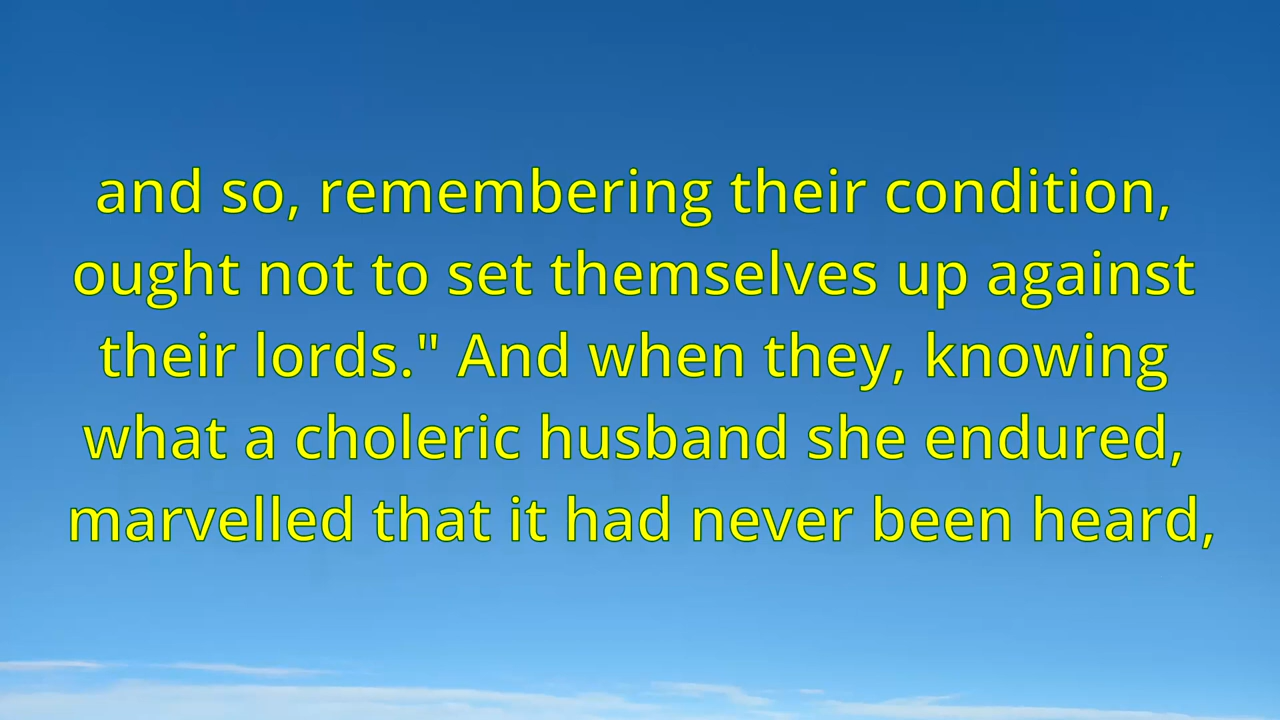 and so, remembering their condition,
ought not to set themselves up against
their lords." And when they, knowing
what a choleric husband she endured,
marvelled that it had never been heard,